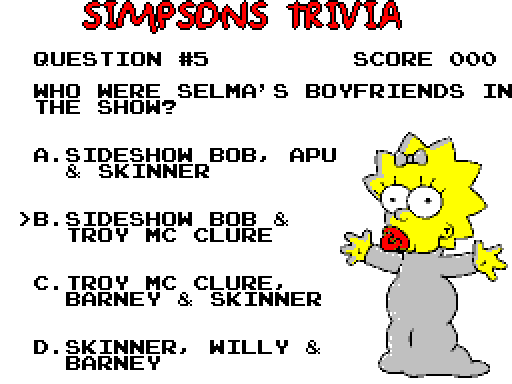 SIMPSONS TRIVIA
QUESTION #5 SCORE 000
WHO WERE SELMA'S BOYFRIENDS IN
THE SHOW?
A.SIDESHOW BOB, APU
& SKINNER
>B.SIDESHOW BOB &
TROY MC CLURE
C.TROY MC CLURE,
BARNEY & SKINNER
D.SKINNER, WILLY &
BARNEY